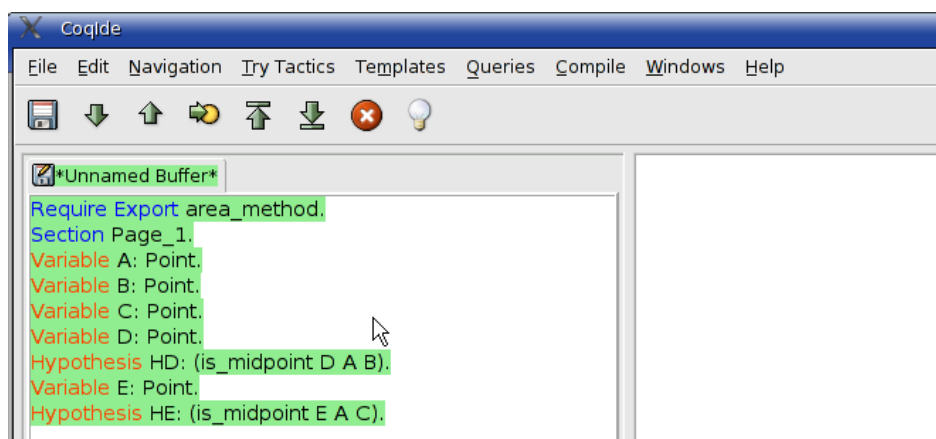 CoqIde
File Edit Navigation Try Tactics Templates Queries Compile Windows Help
*Unnamed Buffer*
Require Export area_method.
Section Page_1.
Variable A: Point.
Variable B: Point.
Variable C: Point.
Variable D: Point.
Hypothesis HD: (is_midpoint D A B).
Variable E: Point.
Hypothesis HE: (is_midpoint E A C).